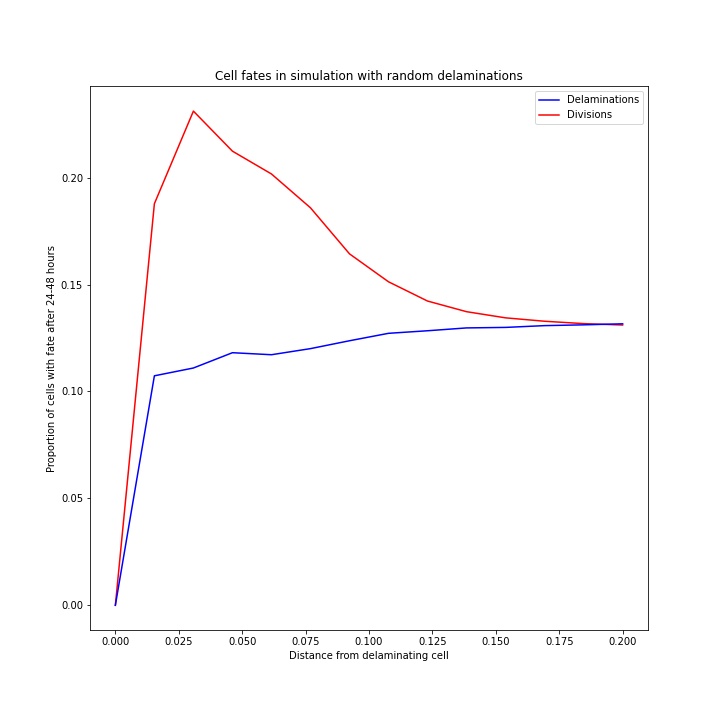 Cell fates in simulation with random delaminations
Delaminations
Divisions
Proportion of cells with fate after 24-48 hours
0.20
0.15
0.10
0.05
0.00
0.000 0.025 0.050 0.075 0.100 0.125 0.150 0.175 0.200
Distance from delaminating cell